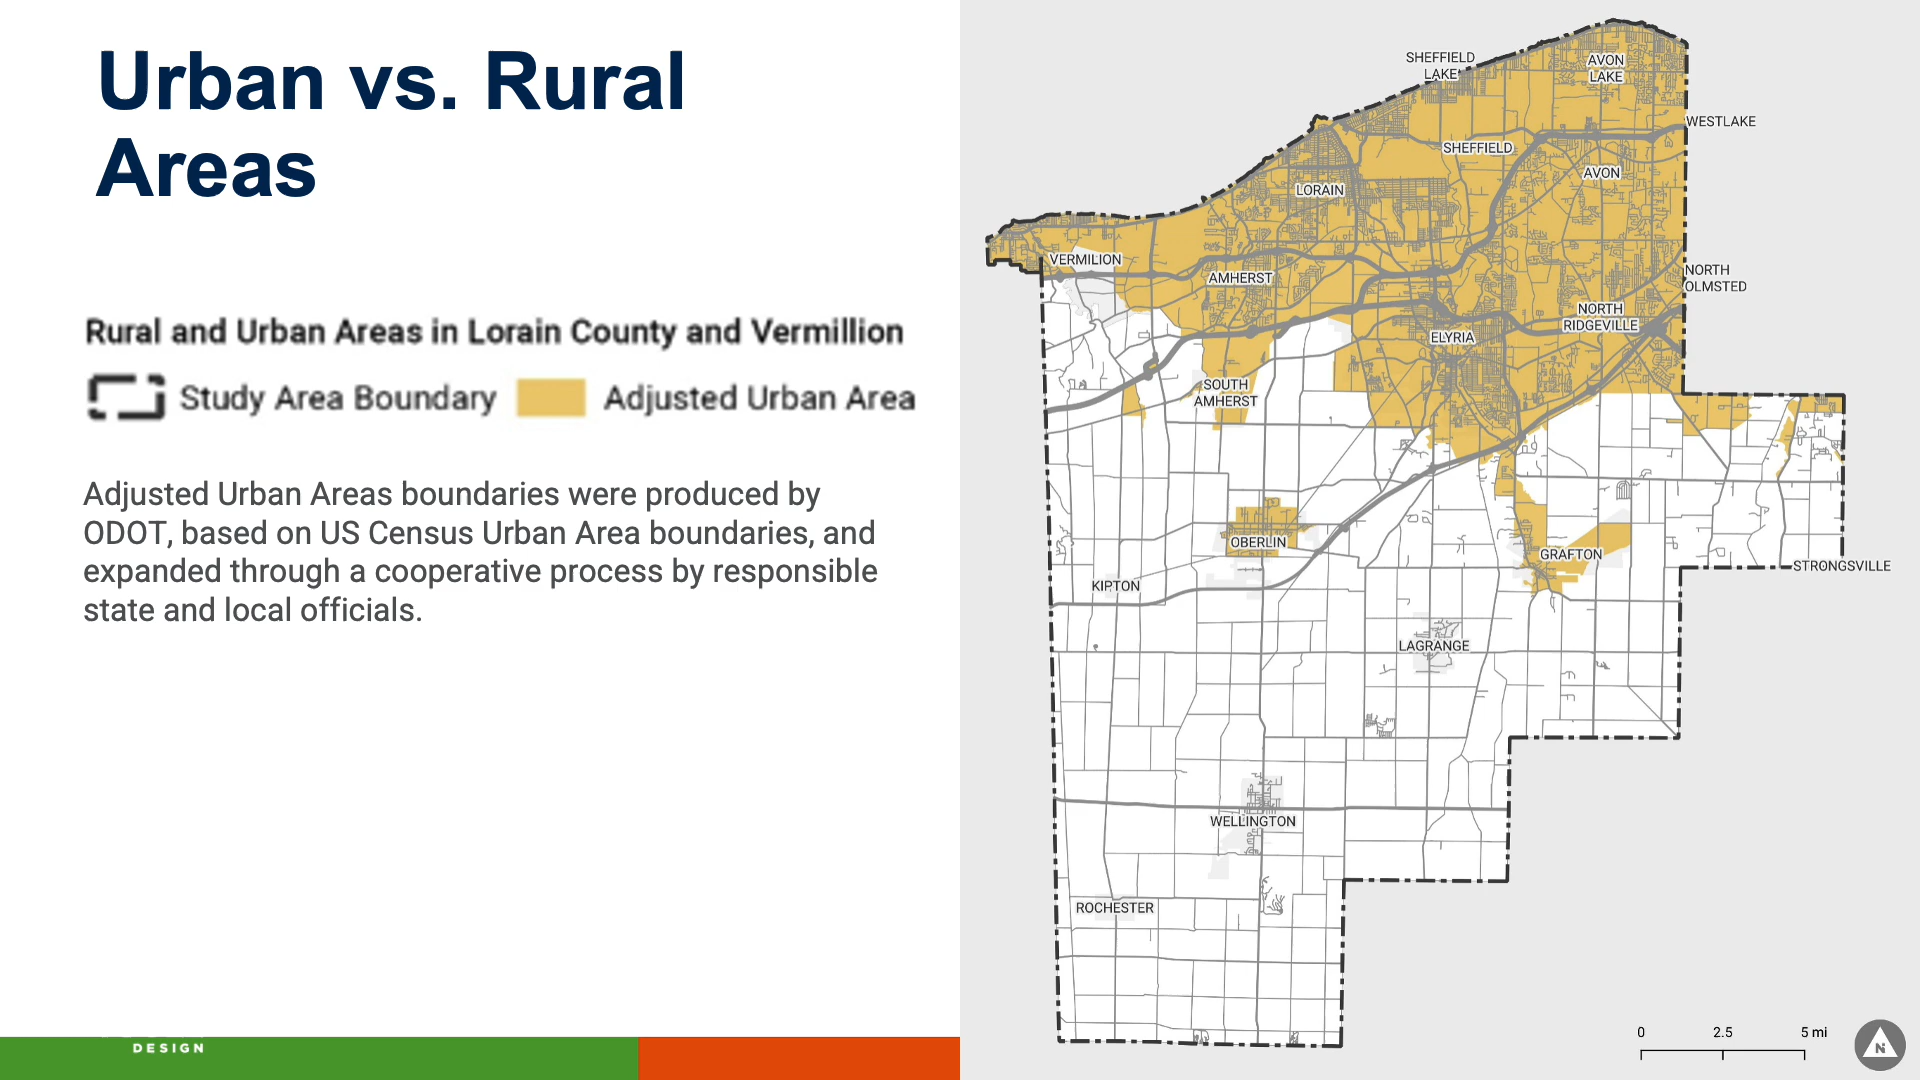 Urban vs. Rural
Areas
Rural and Urban Areas in Lorain County and Vermillion
Study Area Boundary
Adjusted Urban Area
Adjusted Urban Areas boundaries were produced by
ODOT, based on US Census Urban Area boundaries, and
expanded through a cooperative process by responsible
state and local officials.
DESIGN
SHEFFIELD
LAKE
AVON
LAKE
WESTLAKE
SHEFFIELD
AVON
LORAIN
VERMILION
AMHERST
NORTH
OLMSTED
NORTH
RIDGEVILLE
ELYRIA
SOUTH
AMHERST
OBERLIN
GRAFTON
STRONGSVILLE
KIPTON
LAGRANGE
WELLINGTON
ROCHESTER
0 2.5 5 mi
N